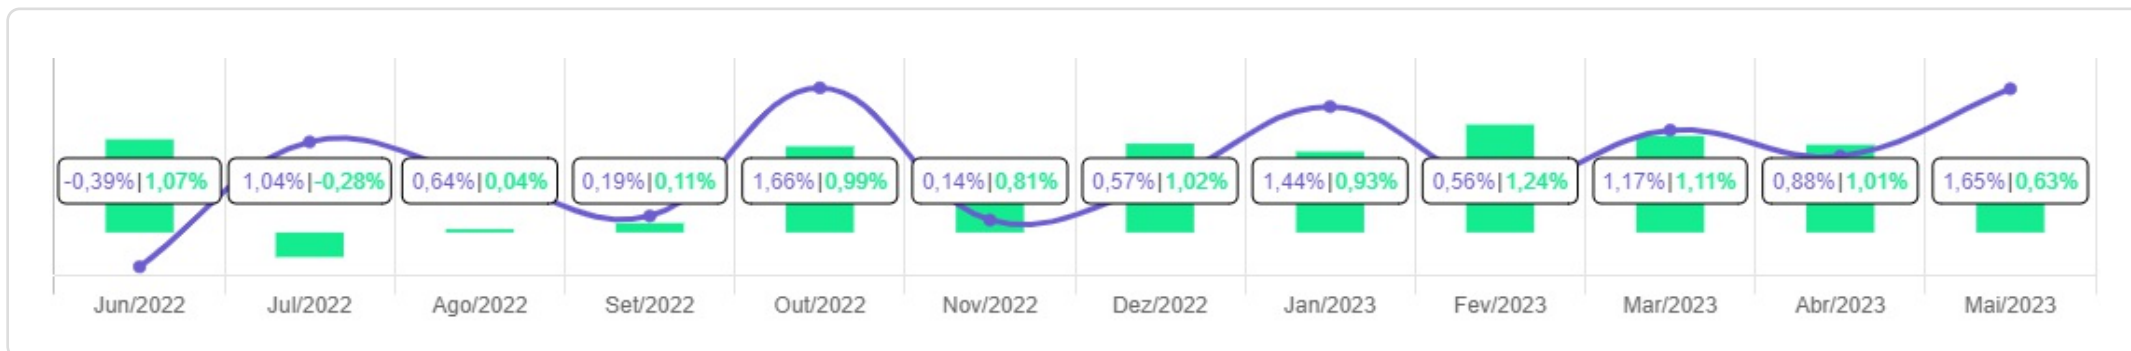 -0,39%|1,07% 1,04%|-0,28% 0,64%|0,04% 0,19%|0,11% 1,66%|0,99% 0,14%|0,81% 0,57%|1,02% 1,44%|0,93% 0,56%|1,24% 1,17%|1,11% 0,88%|1,01% 1,65%|0,63%
Jun/2022 Jul/2022 Ago/2022 Set/2022 Out/2022 Nov/2022 Dez/2022 Jan/2023 Fev/2023 Mar/2023 Abr/2023 Mai/2023